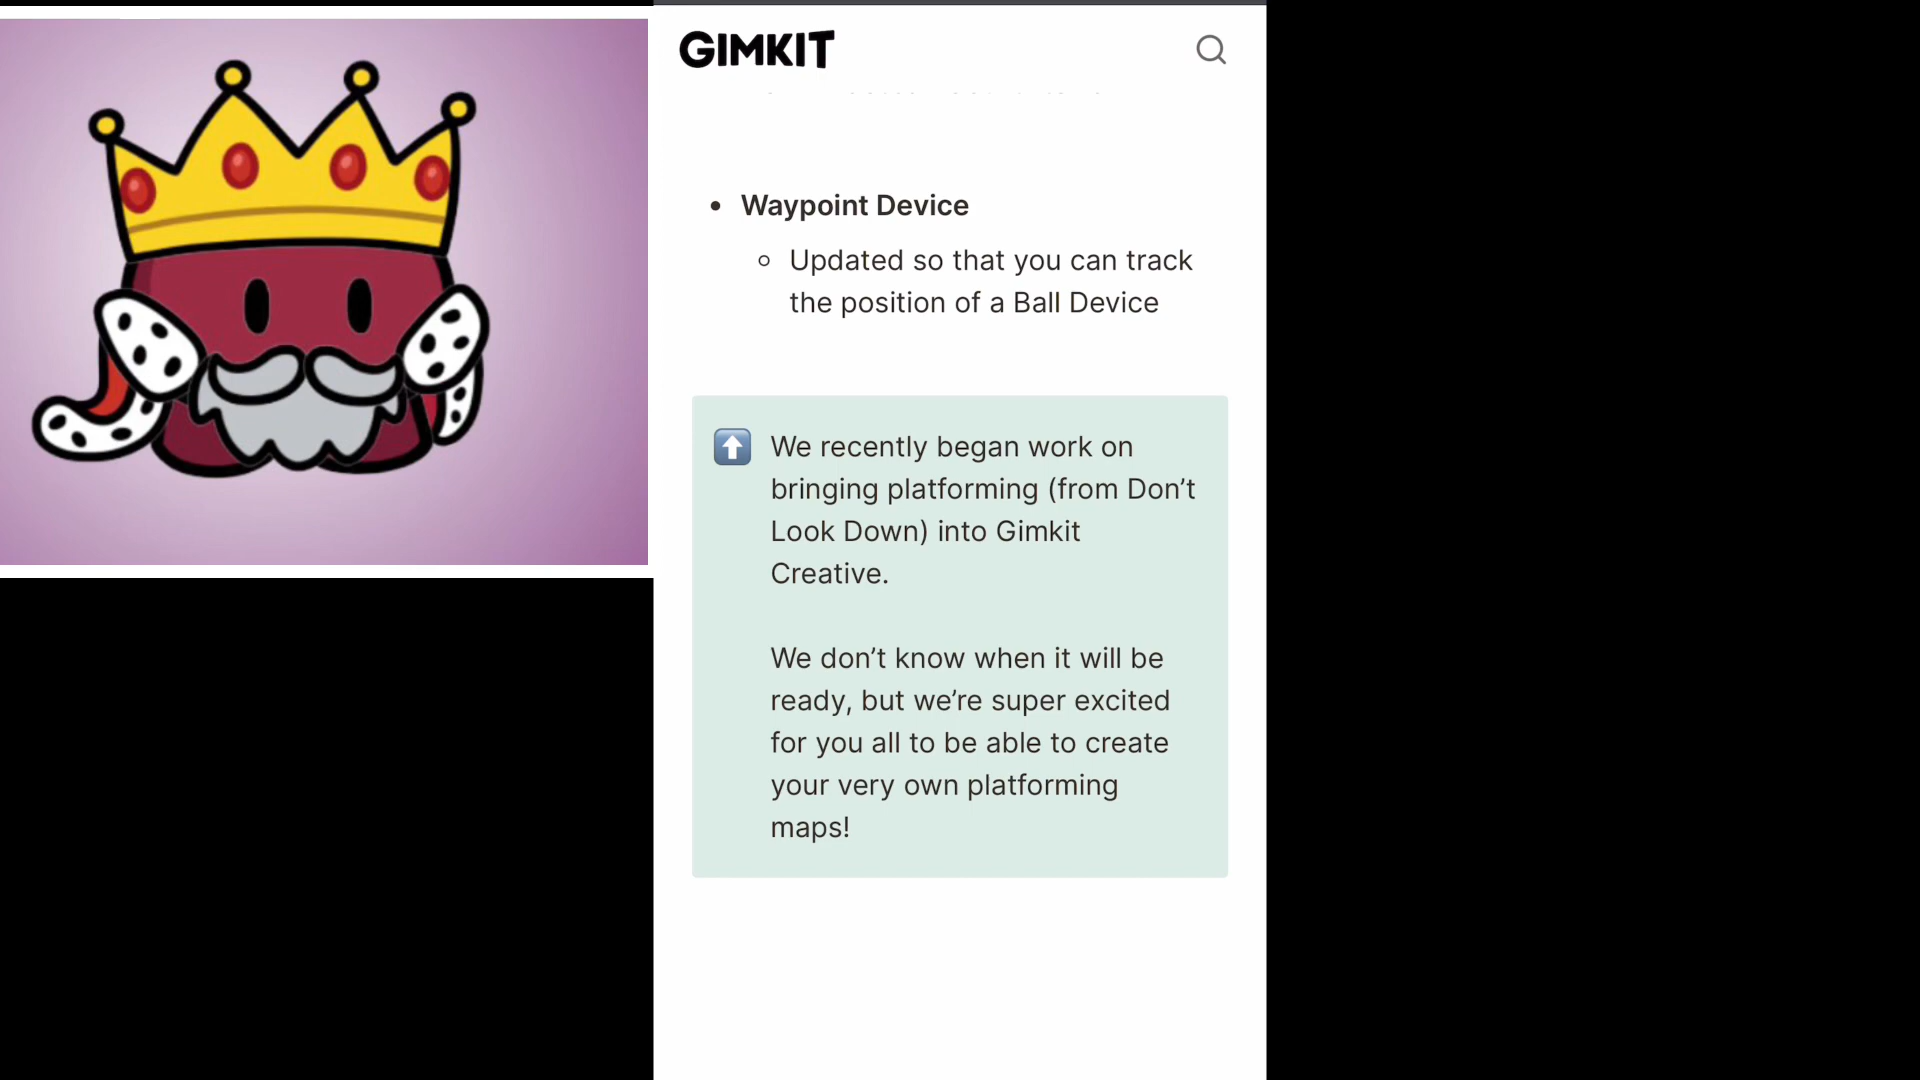 GIMKIT
Waypoint Device
Updated so that you can track
the position of a Ball Device
We recently began work on
bringing platforming (from Don’t
Look Down) into Gimkit
Creative.
We don’t know when it will be
ready, but we’re super excited
for you all to be able to create
your very own platforming
maps!